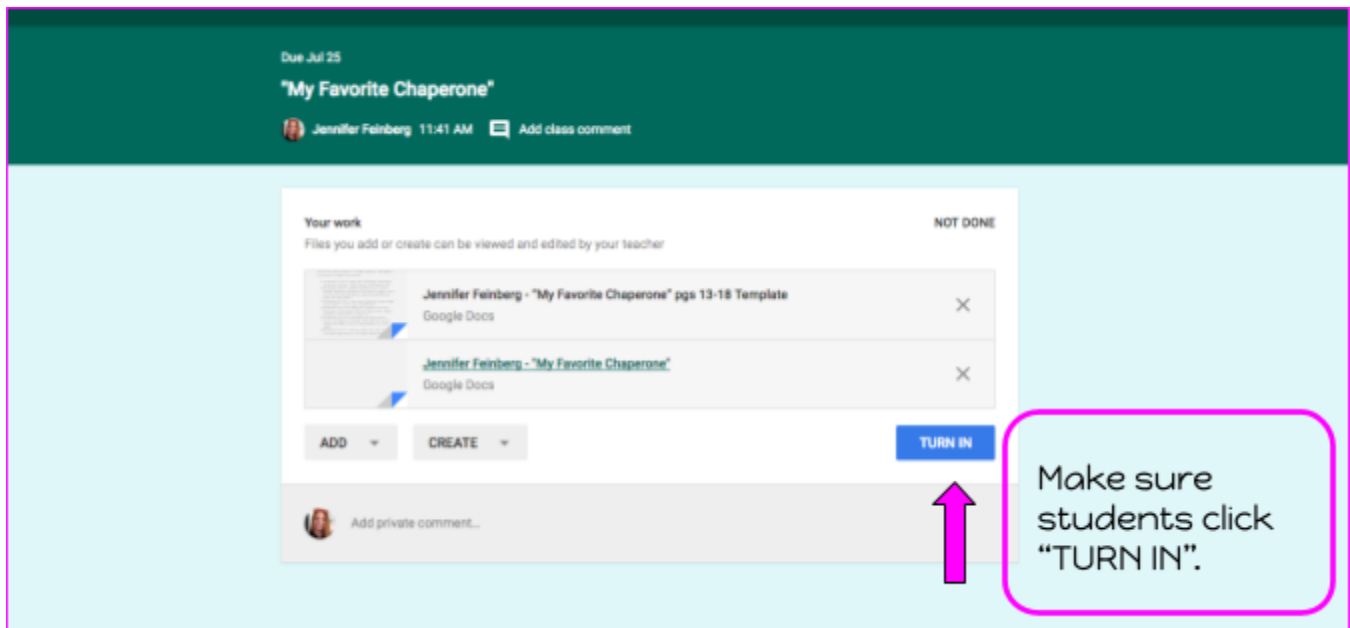 Due Jul 25
"My Favorite Chaperone"
Jennifer Feinberg 11:41 AM Add class comment
Your work NOT DONE
Files you add or create can be viewed and edited by your teacher
Jennifer Feinberg - "My Favorite Chaperone" pgs 13-18 Template
Google Docs
Jennifer Feinberg - "My Favorite Chaperone"
Google Docs
ADD CREATE TURN IN
Add private comment...
Make sure
students click
“TURN IN”.